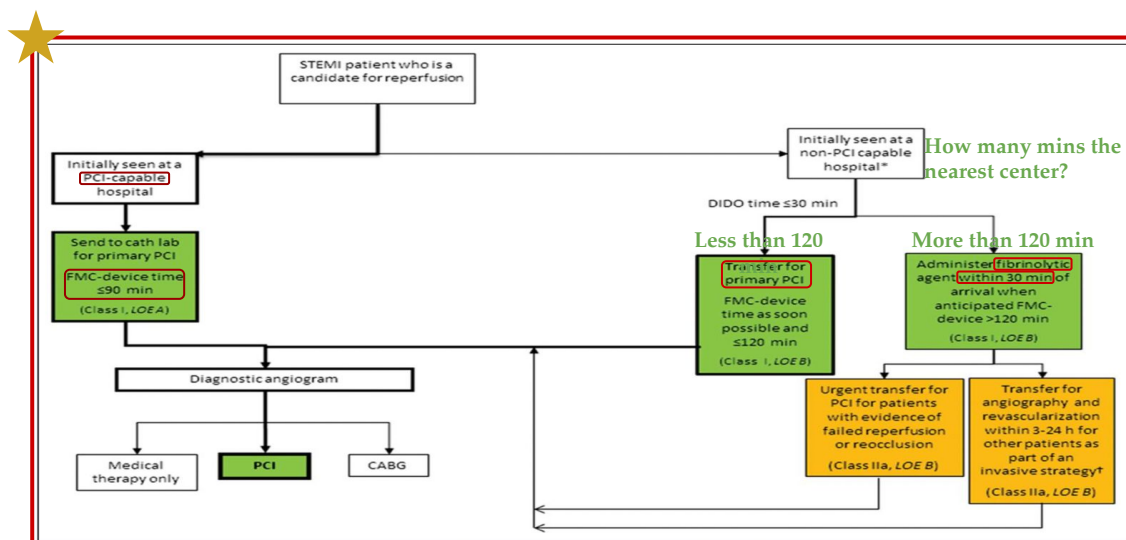 STEMI patient who is a
candidate for reperfusion
Initially seen at a
PCI-capable
hospital
Initially seen at a
non-PCI capable
hospital*
How many mins the
nearest center?
DIDO time ≤30 min
Send to cath lab
for primary PCI
FMC-device time
≤90 min
(Class I, LOE A)
Less than 120
Transfer for
primary PCI
FMC-device
time as soon
possible and
≤120 min
(Class I, LOE B)
More than 120 min
Administer fibrinolytic
agent within 30 min of
arrival when
anticipated FMC-
device >120 min
(Class I, LOE B)
Diagnostic angiogram
Medical
therapy only
PCI
CABG
Urgent transfer for
PCI for patients
with evidence of
failed reperfusion
or reocclusion
(Class IIa, LOE B)
Transfer for
angiography and
revascularization
within 3-24 h for
other patients as
part of an
invasive strategy†
(Class IIa, LOE B)